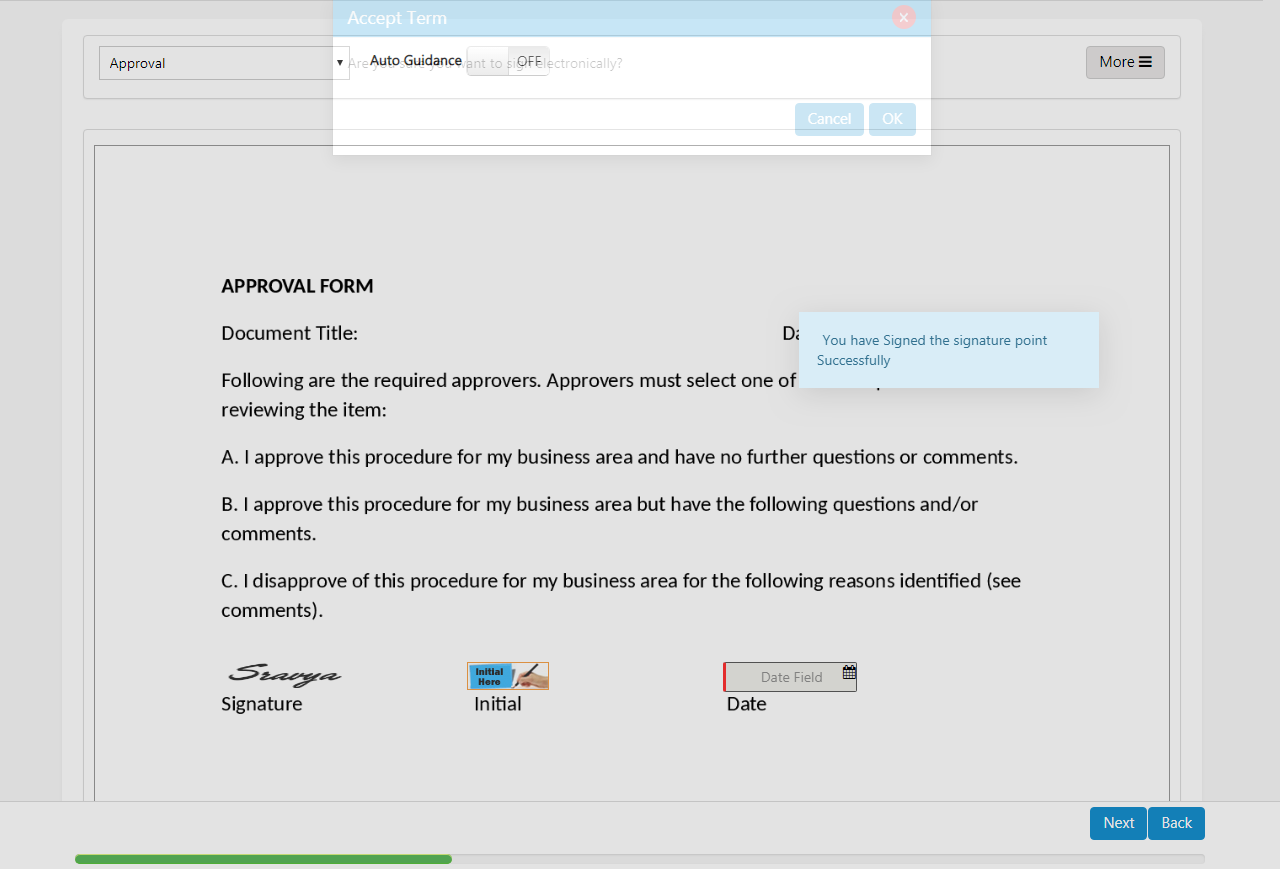 Accept Term
x
Approval
Auto Guidance
OFF
Are you sure you want to sign electronically?
More
Cancel
OK
APPROVAL FORM
Document Title:
You have Signed the signature point
Successfully
Following are the required approvers. Approvers must select one of
reviewing the item:
A. I approve this procedure for my business area and have no further questions or comments.
B. I approve this procedure for my business area but have the following questions and/or
comments.
C. I disapprove of this procedure for my business area for the following reasons identified (see
comments).
Sravya
Initial
Here
Date Field
Signature
Initial
Date
Next
Back